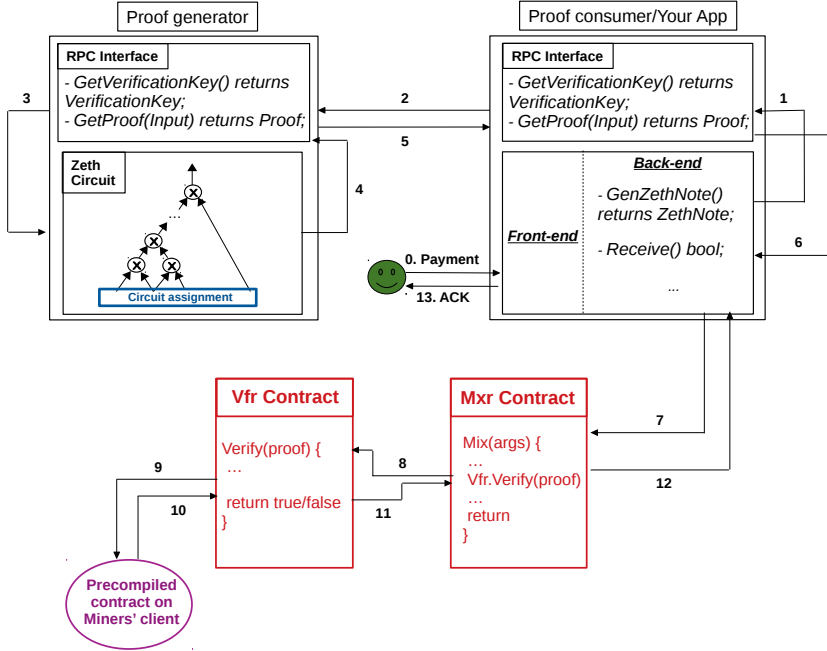 Proof generator
Proof consumer/Your App
RPC Interface
- GetVerificationKey() returns
VerificationKey;
- GetProof(Input) returns Proof;
RPC Interface
- GetVerificationKey() returns
VerificationKey;
- GetProof(Input) returns Proof;
3
2
5
1
Zeth
Circuit
x
...
x
x
x
Circuit assignment
4
Front-end
Back-end
- GenZethNote()
returns ZethNote;
- Receive() bool;
...
6
0. Payment
13. ACK
Vfr Contract
Verify(proof) {
...
return true/false
}
Mxr Contract
Mix(args) {
...
Vfr.Verify(proof)
...
return
}
7
8
12
9
10
11
Precompiled
contract on
Miners' client